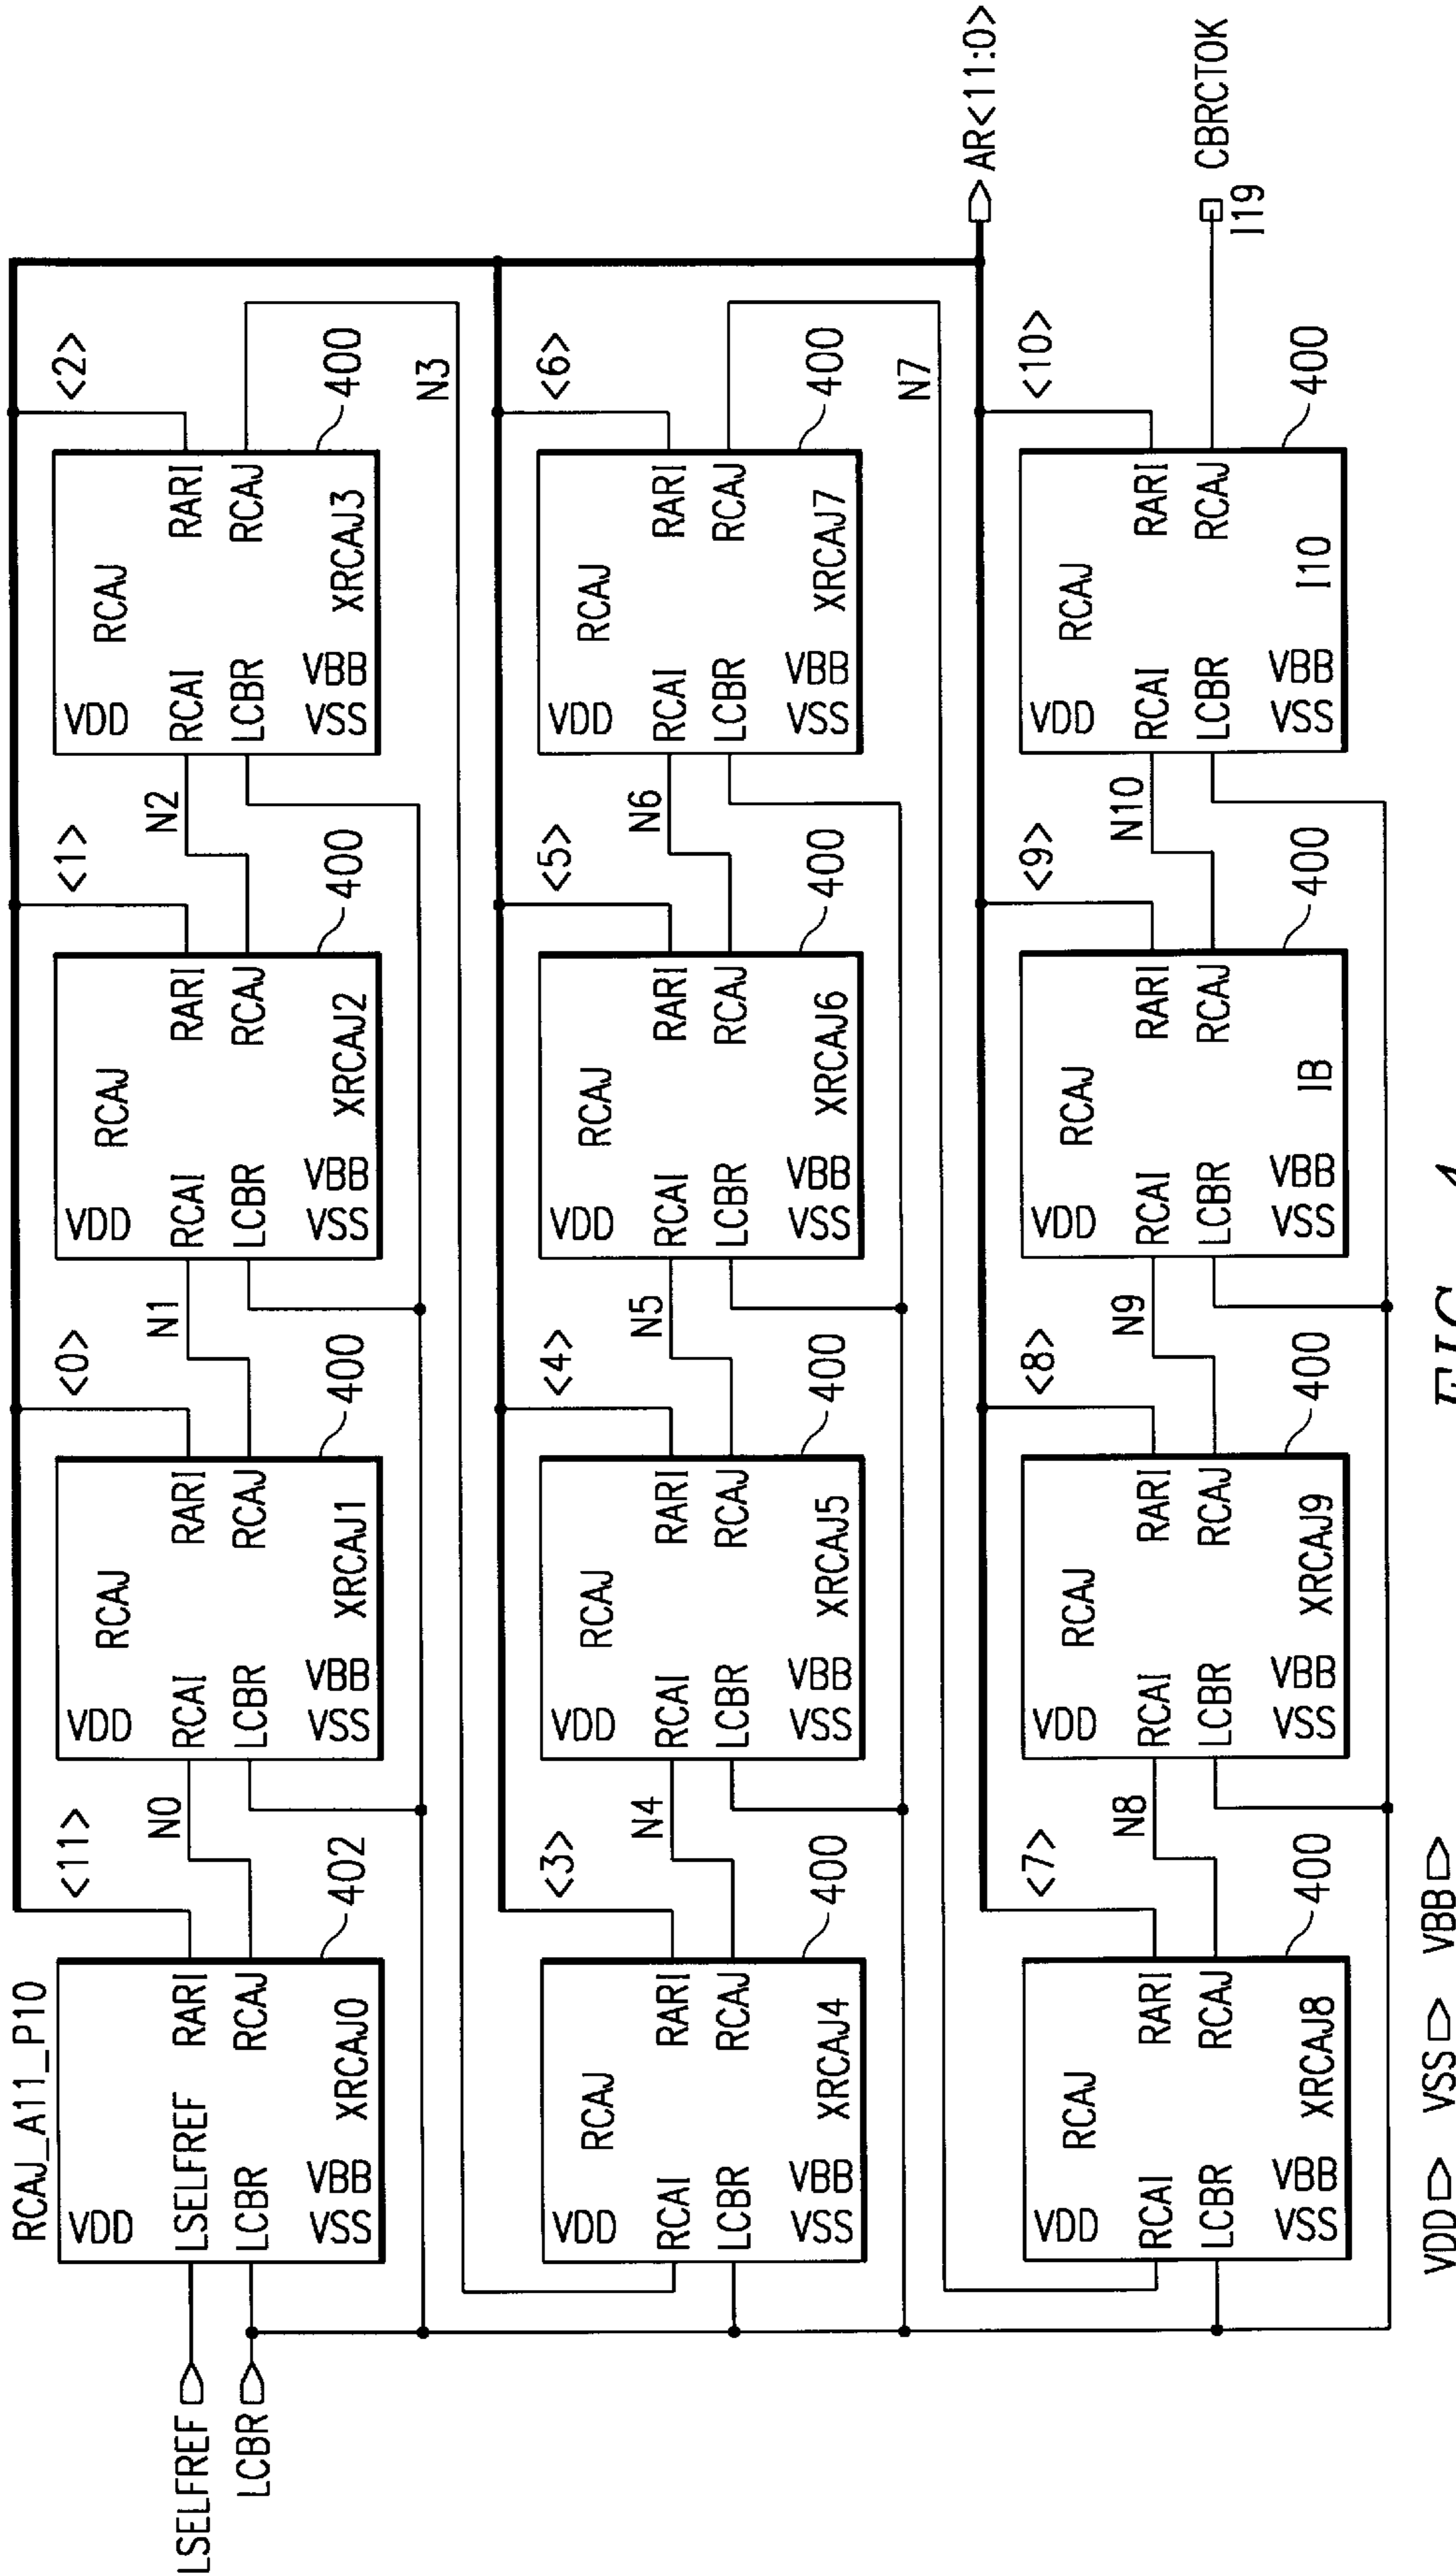 RCAJ_A11_P10
VDD
LSELFREF RARI
LCBR RCAJ
VBB
VSS XRCAJ0
402
<11>
N0
RCAJ
VDD
RCAI RARI
LCBR RCAJ
VBB
VSS XRCAJ1
400
<0>
N1
RCAJ
VDD
RCAI RARI
LCBR RCAJ
VBB
VSS XRCAJ2
400
<1>
N2
RCAJ
VDD
RCAI RARI
LCBR RCAJ
VBB
VSS XRCAJ3
400
<2>
LSELFREF
LCBR
N3
RCAJ
VDD
RCAI RARI
LCBR RCAJ
VBB
VSS XRCAJ4
400
<3>
N4
RCAJ
VDD
RCAI RARI
LCBR RCAJ
VBB
VSS XRCAJ5
400
<4>
N5
RCAJ
VDD
RCAI RARI
LCBR RCAJ
VBB
VSS XRCAJ6
400
<5>
N6
RCAJ
VDD
RCAI RARI
LCBR RCAJ
VBB
VSS XRCAJ7
400
<6>
N7
AR<11:0>
RCAJ
VDD
RCAI RARI
LCBR RCAJ
VBB
VSS XRCAJ8
400
<7>
N8
RCAJ
VDD
RCAI RARI
LCBR RCAJ
VBB
VSS XRCAJ9
400
<8>
N9
RCAJ
VDD
RCAI RARI
LCBR RCAJ
VBB
VSS IB
400
<9>
N10
RCAJ
VDD
RCAI RARI
LCBR RCAJ
VBB
VSS I10
400
<10>
CBRCTOK
I19
VDD VSS VBB